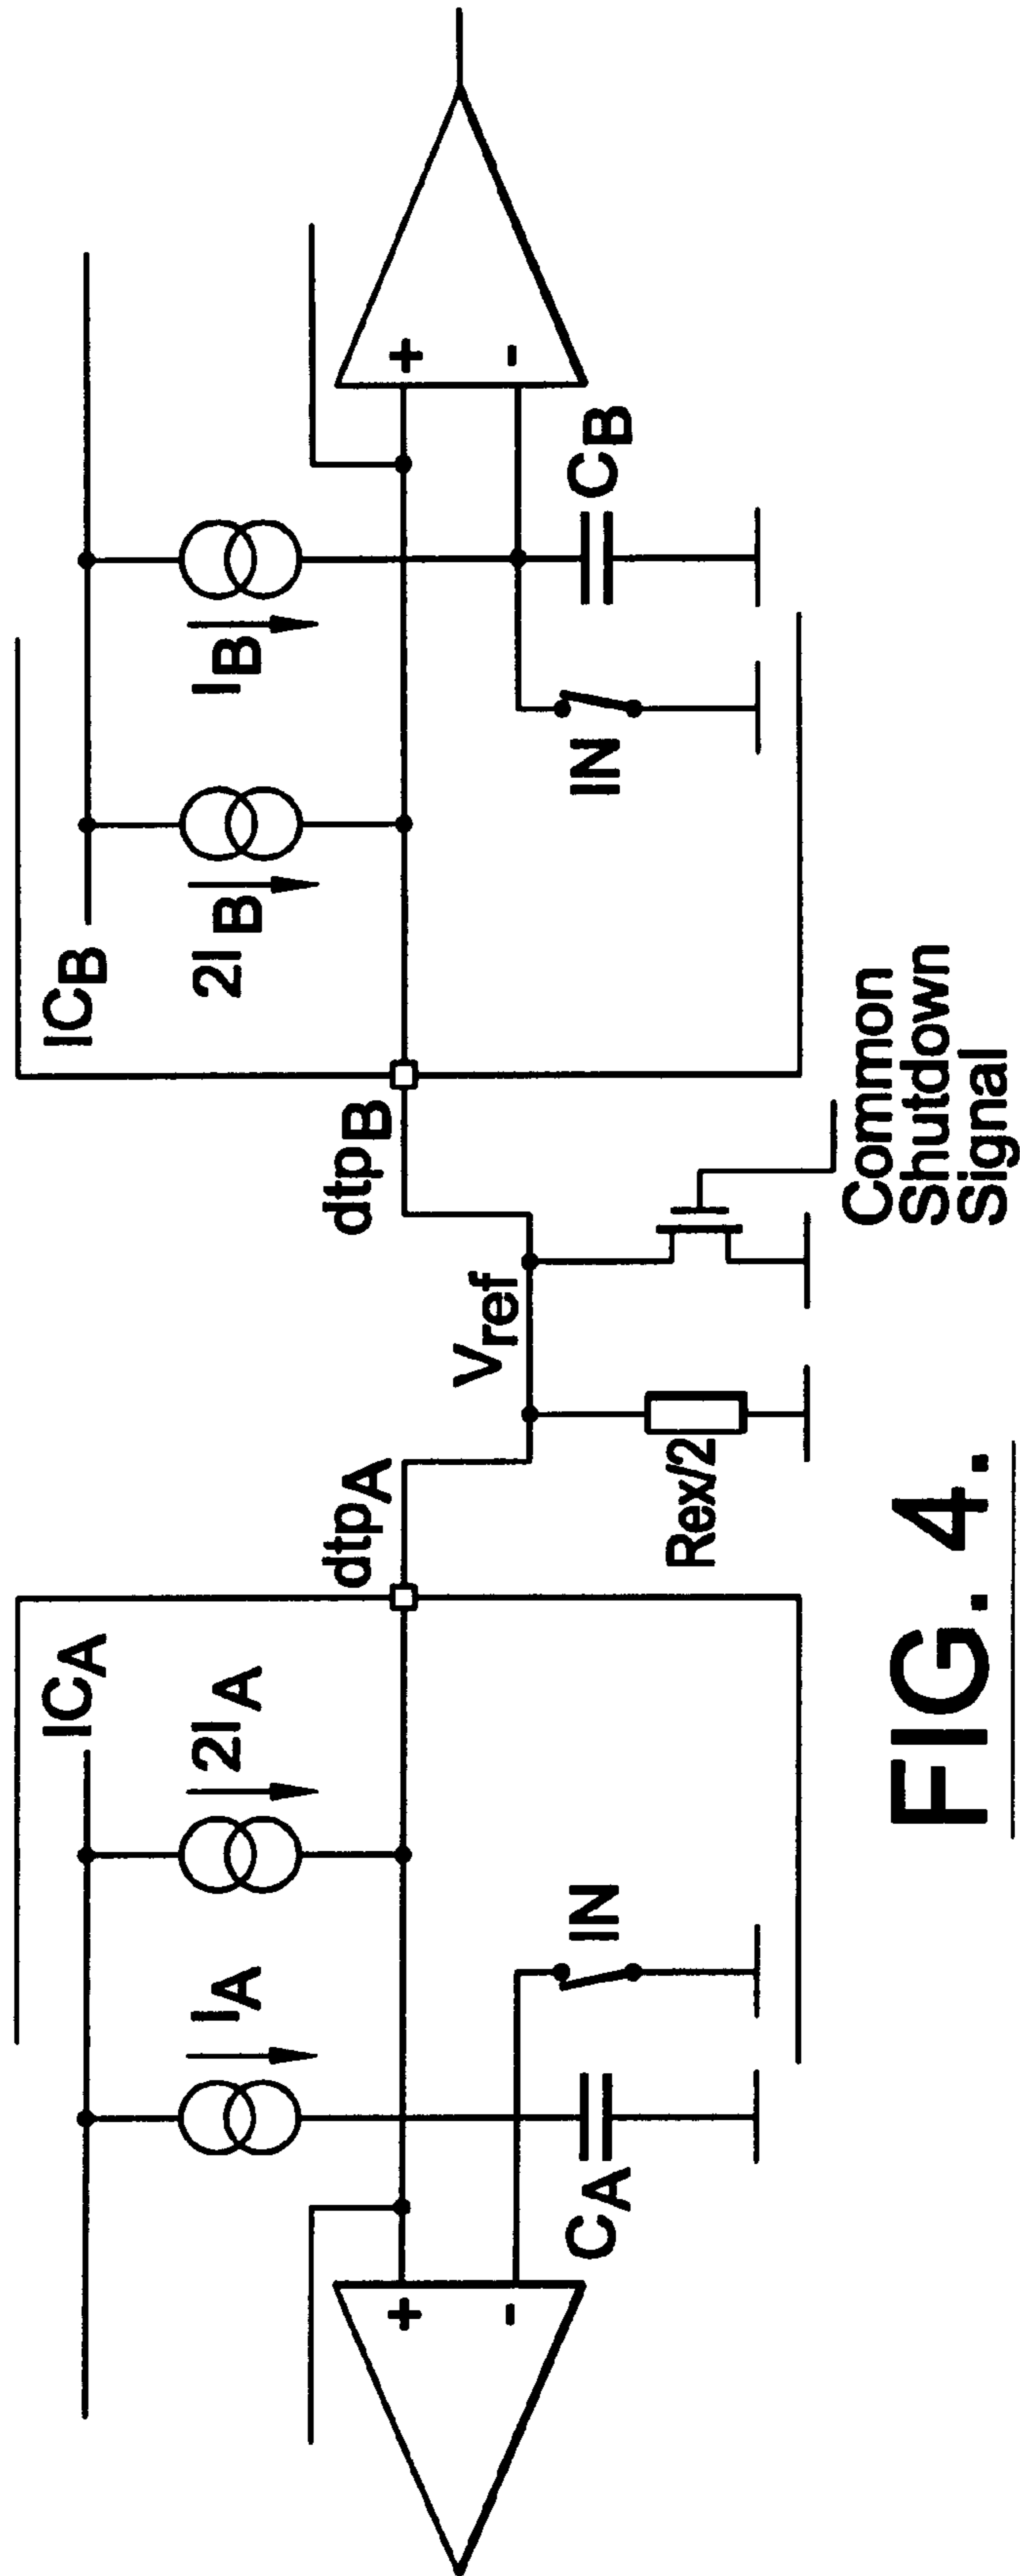 IC_B
2I_B
I_B
+
-
C_B
IN
dtp_B
V_ref
Common
Shutdown
Signal
dtp_A
Rex/2
IC_A
2I_A
I_A
IN
C_A
+
-
FIG. 4.